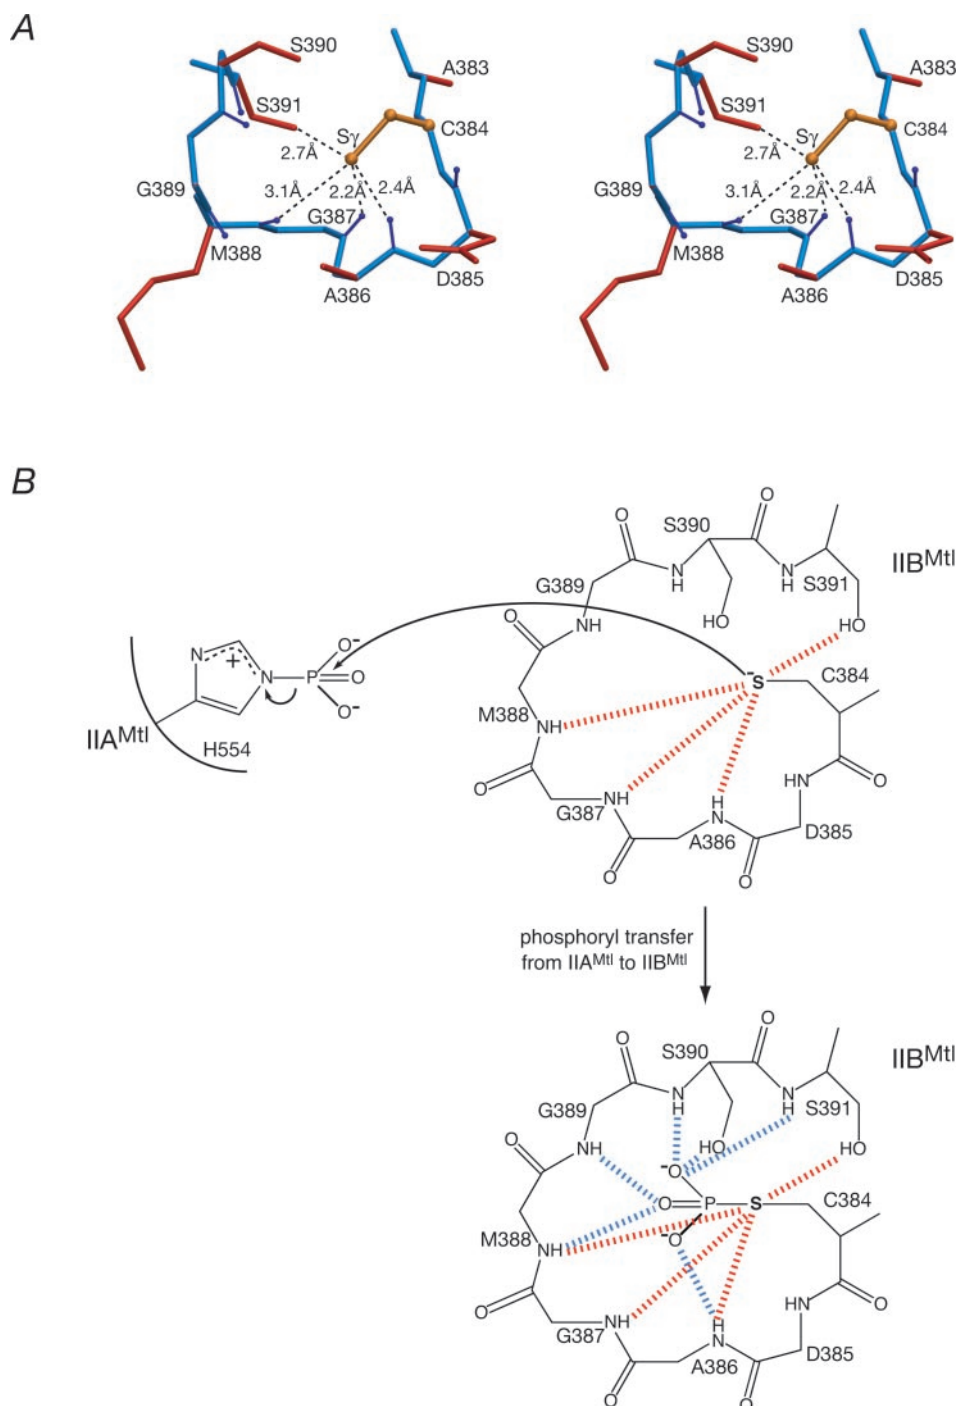 A
S390
A383
S391
Sγ
C384
2.7Å
3.1Å
2.2Å
2.4Å
G389
G387
M388
D385
A386
S390
A383
S391
Sγ
C384
2.7Å
3.1Å
2.2Å
2.4Å
G389
G387
M388
D385
A386
B
O
O
S390
IIBMtl
N
H
N
H
S391
G389
HO
HO
O
NH
O-
N
+
N
P
O
O-
-S
C384
IIAMtl
H554
M388
NH
O
NH
G387
NH
H
N
A386
HN
O
D385
O
O
phosphoryl transfer
from IIAMtl to IIBMtl
O
O
S390
IIBMtl
N
H
N
H
S391
G389
HO
HO
O
NH
-O
O
P
S
C384
-O
M388
NH
O
NH
G387
H
N
A386
HN
O
D385
O
O